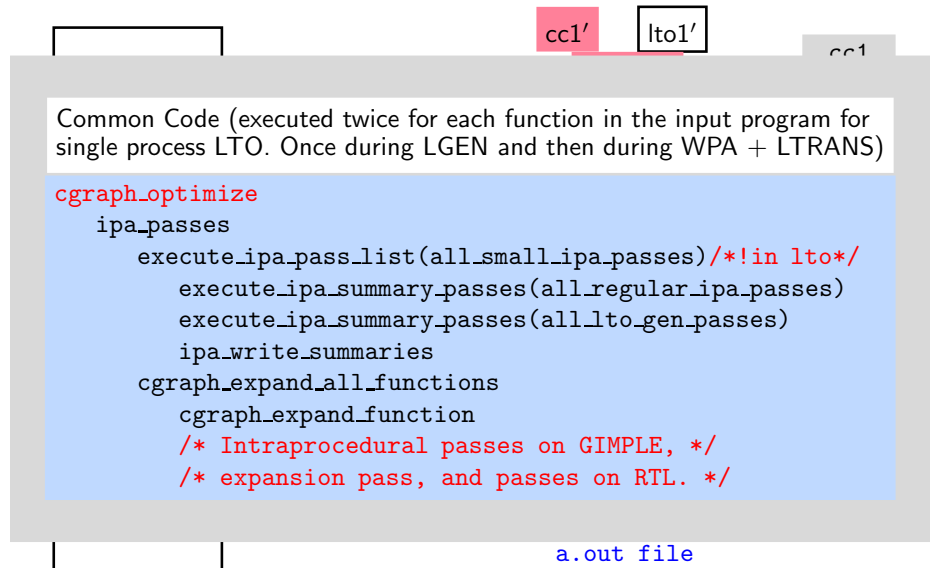 cc1′ lto1′
cc1
Common Code (executed twice for each function in the input program for
single process LTO. Once during LGEN and then during WPA + LTRANS)
cgraph_optimize
ipa_passes
execute_ipa_pass_list(all_small_ipa_passes)/*!in lto*/
execute_ipa_summary_passes(all_regular_ipa_passes)
execute_ipa_summary_passes(all_lto_gen_passes)
ipa_write_summaries
cgraph_expand_all_functions
cgraph_expand_function
/* Intraprocedural passes on GIMPLE, */
/* expansion pass, and passes on RTL. */
a.out file